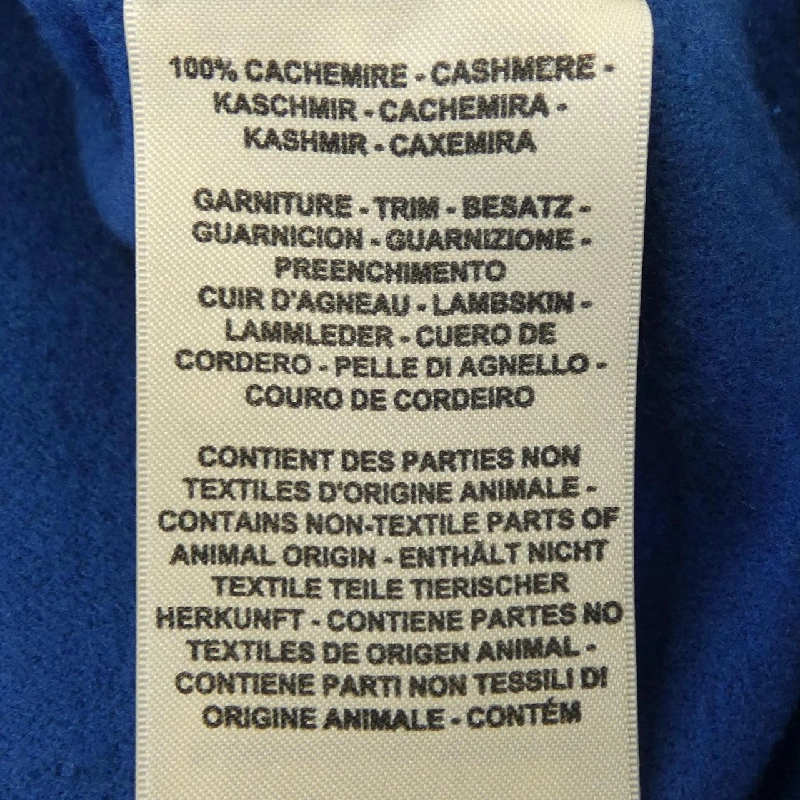 100% CACHEMIRE - CASHMERE -
KASCHMIR - CACHEMIRA -
KASHMIR - CAXEMIRA
GARNITURE - TRIM - BESATZ -
GUARNICION - GUARNIZIONE -
PREENCHIMENTO
CUIR D'AGNEAU - LAMBSKIN -
LAMMLEDER - CUERO DE
CORDERO - PELLE DI AGNELLO -
COURO DE CORDEIRO
CONTIENT DES PARTIES NON
TEXTILES D'ORIGINE ANIMALE -
CONTAINS NON-TEXTILE PARTS OF
ANIMAL ORIGIN - ENTHÄLT NICHT
TEXTILE TEILE TIERISCHER
HERKUNFT - CONTIENE PARTES NO
TEXTILES DE ORIGEN ANIMAL -
CONTIENE PARTI NON TESSILI DI
ORIGINE ANIMALE - CONTÉM